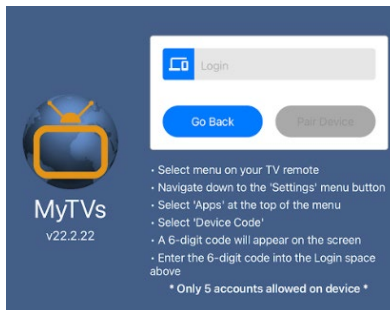 Login
Go Back
Pair Device
MyTVs
v22.2.22
• Select menu on your TV remote
• Navigate down to the 'Settings' menu button
• Select 'Apps' at the top of the menu
• Select 'Device Code'
• A 6-digit code will appear on the screen
• Enter the 6-digit code into the Login space
above
* Only 5 accounts allowed on device *